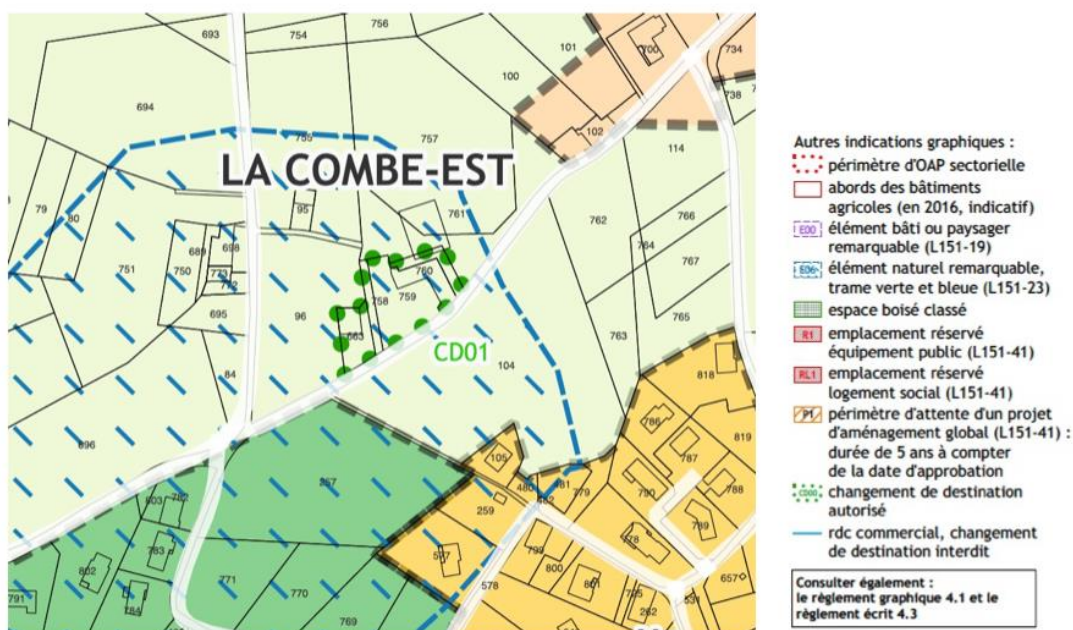 693
754
756
101
700
734
100
738
694
102
755
757
114
LA COMBE-EST
95
761
762
766
79
80
764
689
698
767
751
750
773
760
772
759
758
765
695
96
763
663
CD01
84
104
818
896
786
819
105
787
357
480
481
779
790
788
603
782
482
259
789
783
799
778
577
802
800
771
578
657
791
770
784
262
769
Autres indications graphiques :
périmètre d'OAP sectorielle
abords des bâtiments
agricoles (en 2016, indicatif)
E00 élément bâti ou paysager
remarquable (L151-19)
élément naturel remarquable,
trame verte et bleue (L151-23)
espace boisé classé
R1 emplacement réservé
équipement public (L151-41)
RL1 emplacement réservé
logement social (L151-41)
P1 périmètre d'attente d'un projet
d'aménagement global (L151-41) :
durée de 5 ans à compter
de la date d'approbation
CD00 changement de destination
autorisé
rdc commercial, changement
de destination interdit
Consulter également :
le règlement graphique 4.1 et le
règlement écrit 4.3